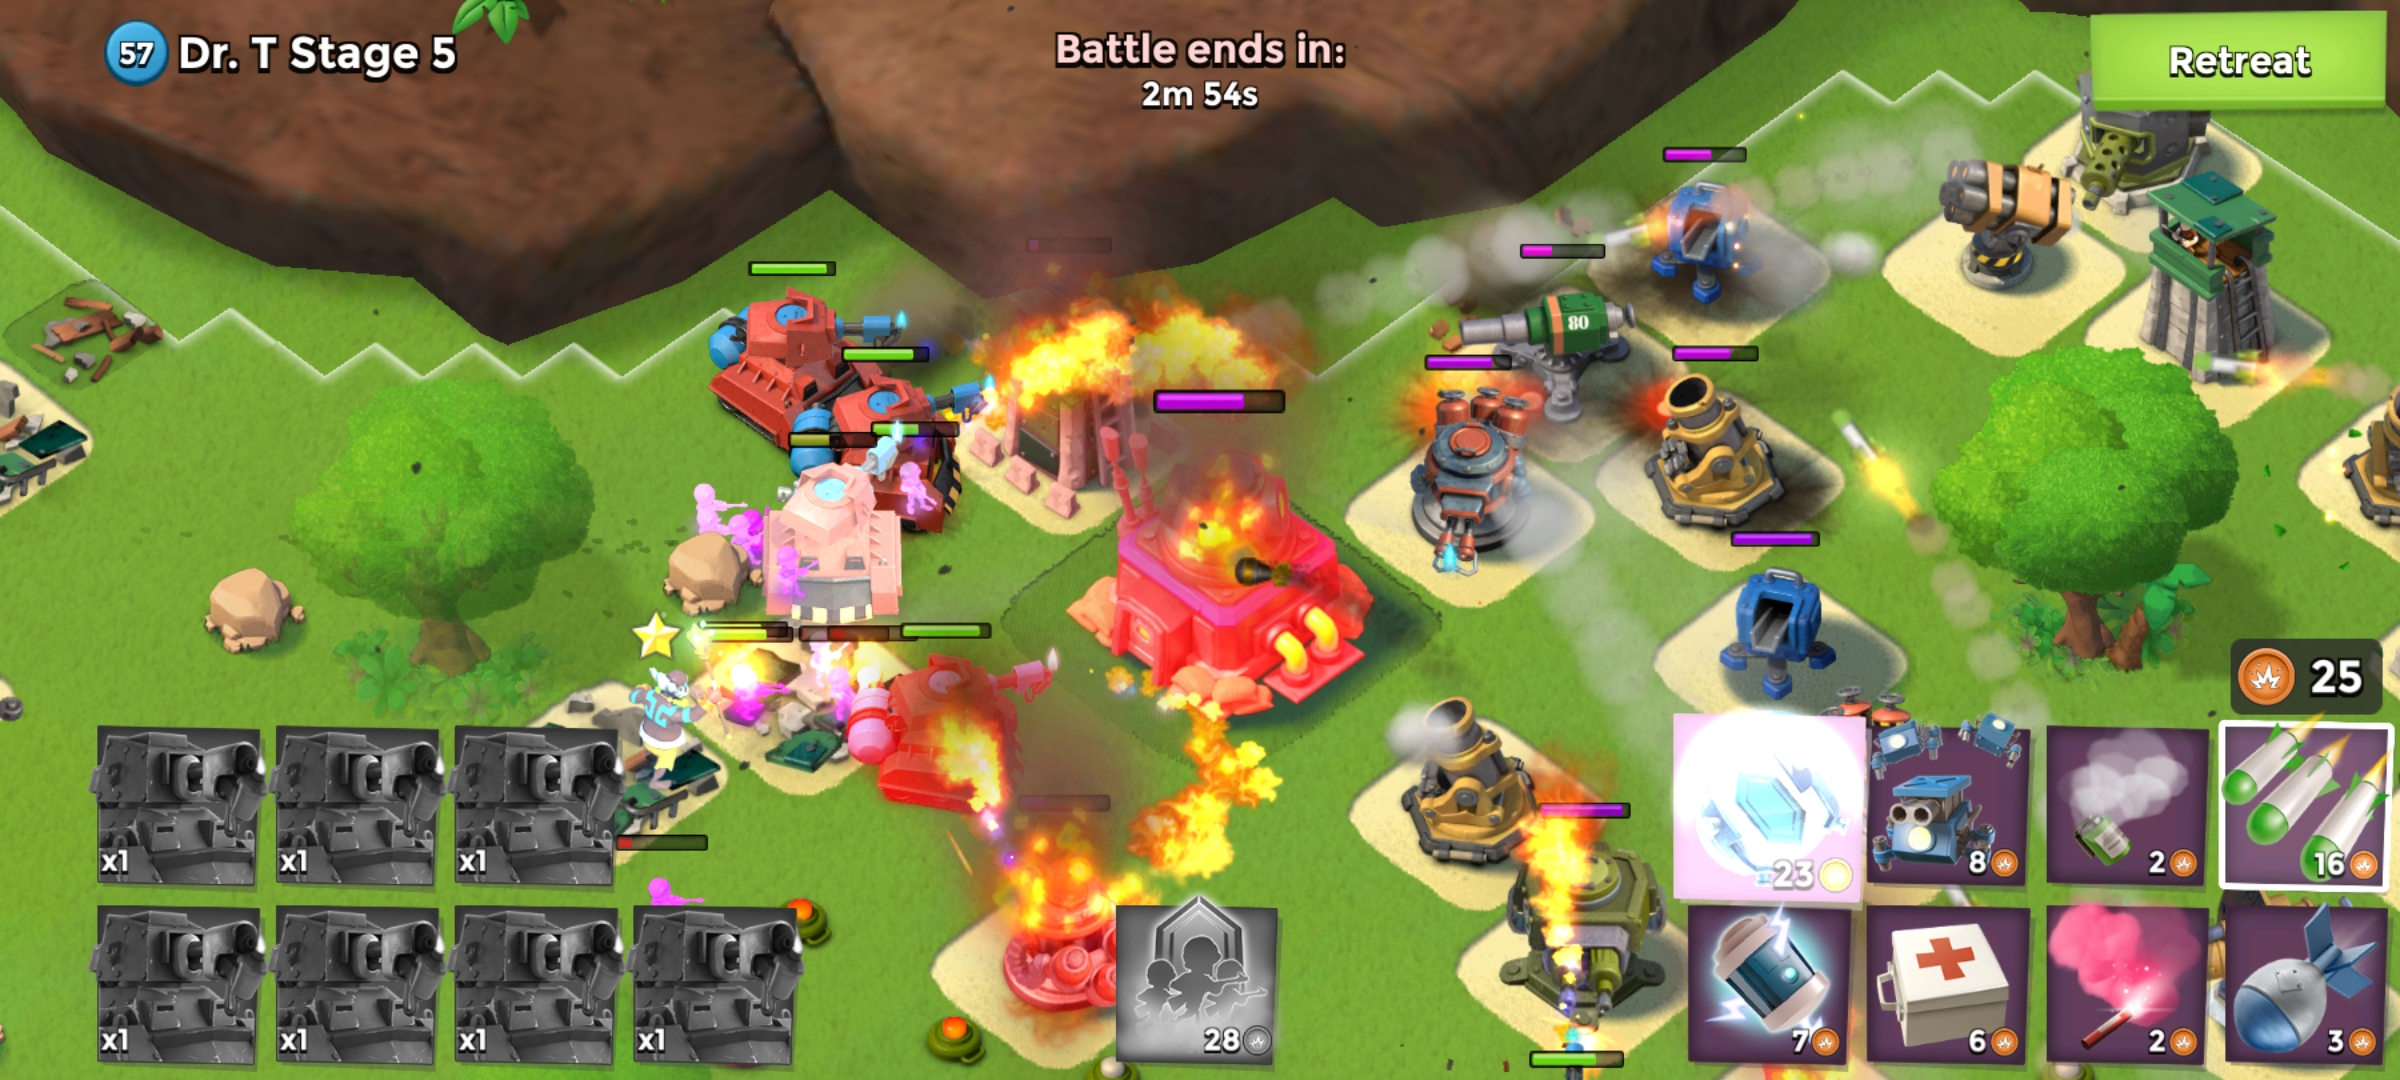 57 Dr. T Stage 5
Battle ends in:
2m 54s
Retreat
80
25
x1 x1 x1
23 8 2 16
x1 x1 x1 x1
28
7 6 2 3